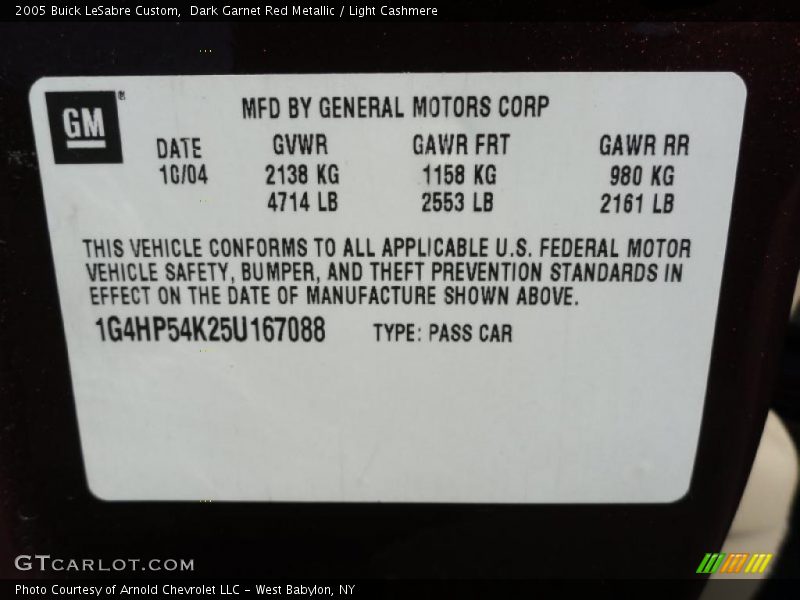 2005 Buick LeSabre Custom,  Dark Garnet Red Metallic / Light Cashmere
GM®
MFD BY GENERAL MOTORS CORP
DATE GVWR GAWR FRT GAWR RR
10/04 2138 KG 1158 KG 980 KG
4714 LB 2553 LB 2161 LB
THIS VEHICLE CONFORMS TO ALL APPLICABLE U.S. FEDERAL MOTOR
VEHICLE SAFETY, BUMPER, AND THEFT PREVENTION STANDARDS IN
EFFECT ON THE DATE OF MANUFACTURE SHOWN ABOVE.
1G4HP54K25U167088 TYPE: PASS CAR
GTCARLOT.COM
Photo Courtesy of Arnold Chevrolet LLC - West Babylon, NY